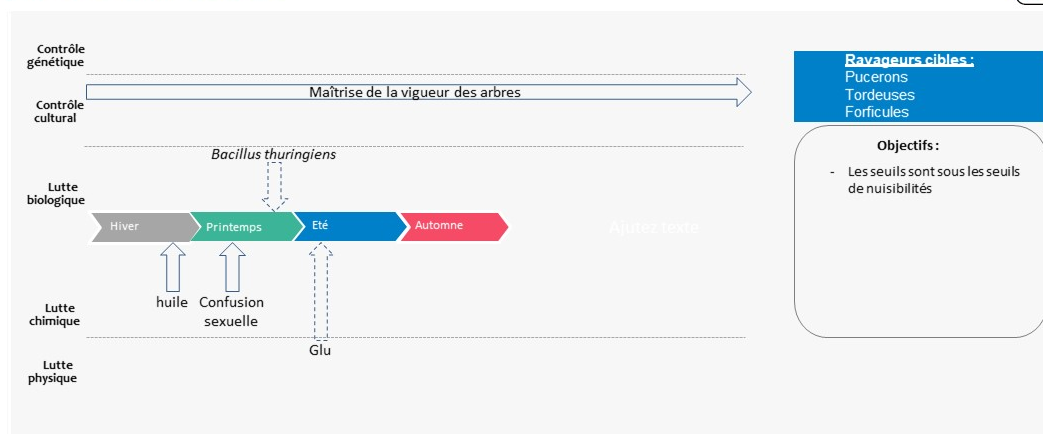 Contrôle
génétique
Maîtrise de la vigueur des arbres
Contrôle
cultural
Bacillus thuringiens
Lutte
biologique
Hiver
Printemps
Eté
Automne
Ajutez texte
huile
Confusion
sexuelle
Lutte
chimique
Glu
Lutte
physique
Ravageurs cibles :
Pucerons
Tordeuses
Forficules
Objectifs :
- Les seuils sont sous les seuils
de nuisibilités